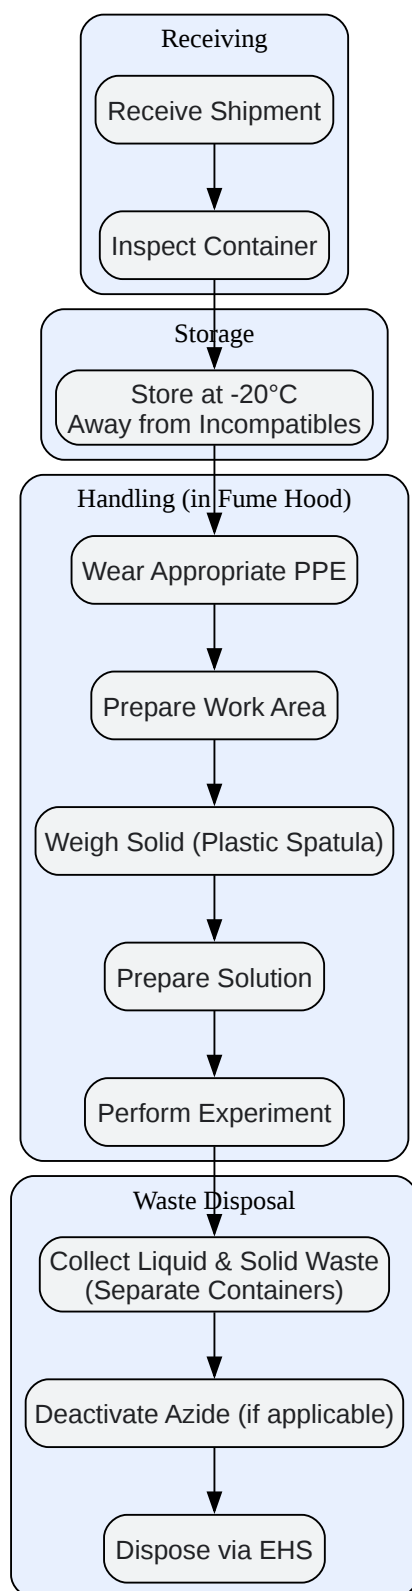 Receiving
Receive Shipment
Inspect Container
Storage
Store at -20°C
Away from Incompatibles
Handling (in Fume Hood)
Wear Appropriate PPE
Prepare Work Area
Weigh Solid (Plastic Spatula)
Prepare Solution
Perform Experiment
Waste Disposal
Collect Liquid & Solid Waste
(Separate Containers)
Deactivate Azide (if applicable)
Dispose via EHS